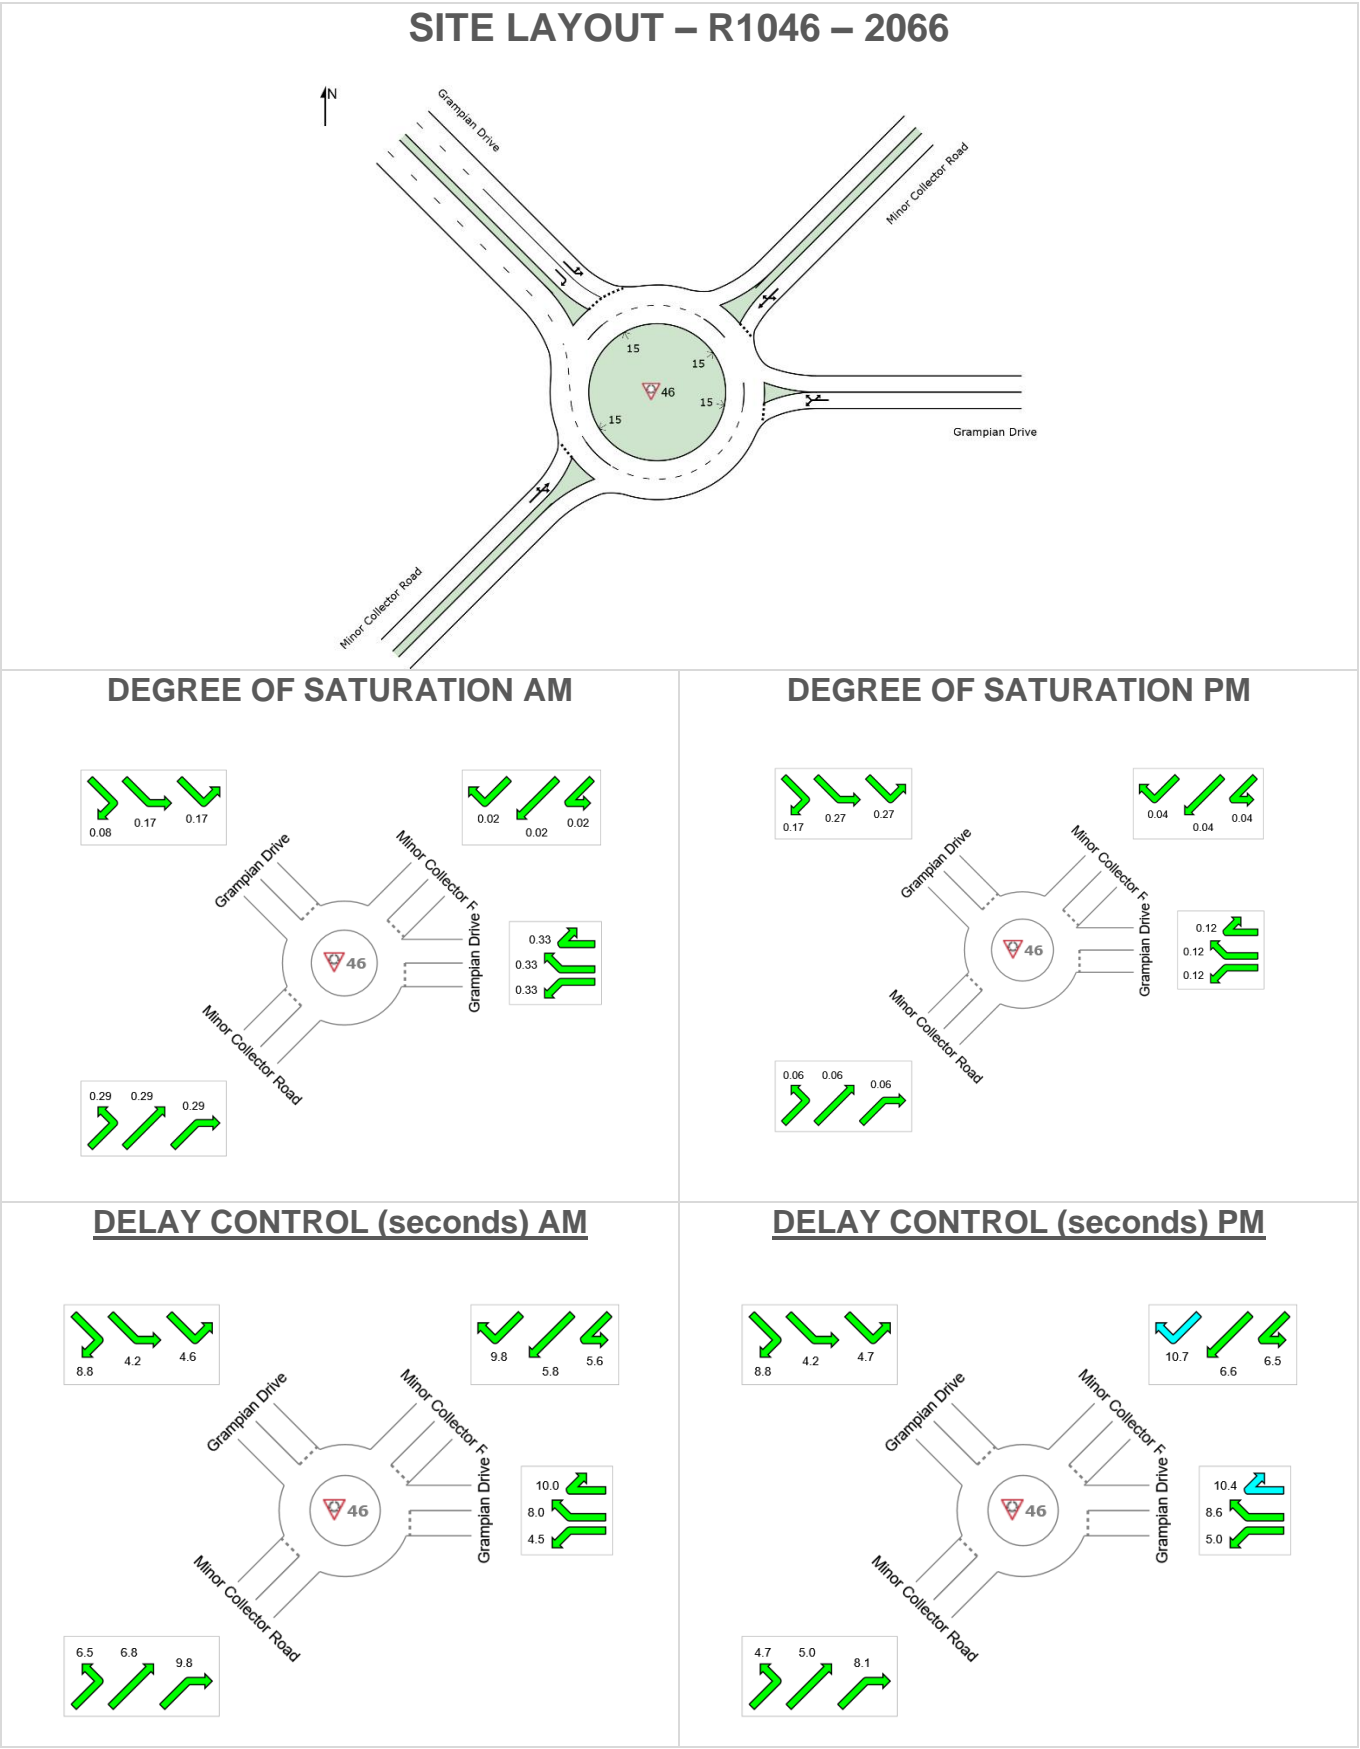 SITE LAYOUT – R1046 – 2066
N
Grampian Drive
Minor Collector Road
15
15
46
15
15
Grampian Drive
Minor Collector Road
DEGREE OF SATURATION AM
0.08
0.17
0.17
0.02
0.02
0.02
Grampian Drive
Minor Collector R
0.33
0.33
0.33
46
Grampian Drive
Minor Collector Road
0.29
0.29
0.29
DEGREE OF SATURATION PM
0.17
0.27
0.27
0.04
0.04
0.04
Grampian Drive
Minor Collector R
0.12
0.12
0.12
46
Grampian Drive
Minor Collector Road
0.06
0.06
0.06
DELAY CONTROL (seconds) AM
8.8
4.2
4.6
9.8
5.8
5.6
Grampian Drive
Minor Collector R
10.0
8.0
4.5
46
Grampian Drive
Minor Collector Road
6.5
6.8
9.8
DELAY CONTROL (seconds) PM
8.8
4.2
4.7
10.7
6.6
6.5
Grampian Drive
Minor Collector R
10.4
8.6
5.0
46
Grampian Drive
Minor Collector Road
4.7
5.0
8.1